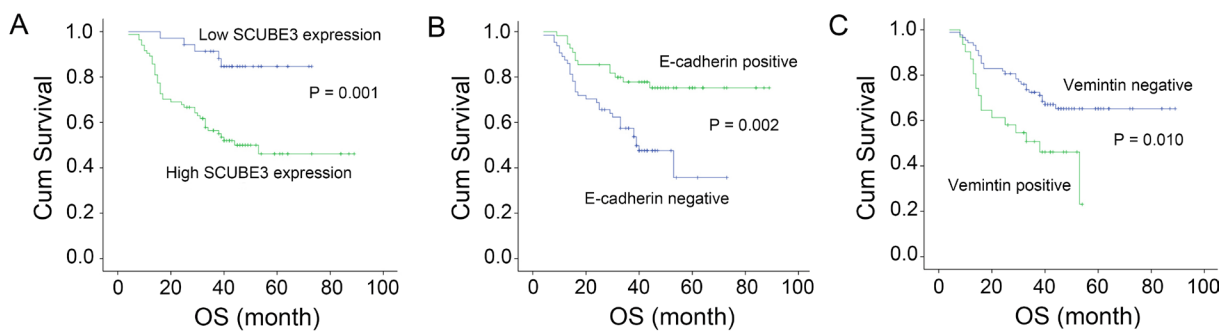 A
Cum Survival
1.0
0.8
0.6
0.4
0.2
0.0
Low SCUBE3 expression
P = 0.001
High SCUBE3 expression
0 20 40 60 80 100
OS (month)
B
Cum Survival
1.0
0.8
0.6
0.4
0.2
0.0
E-cadherin positive
P = 0.002
E-cadherin negative
0 20 40 60 80 100
OS (month)
C
Cum Survival
1.0
0.8
0.6
0.4
0.2
0.0
Vemintin negative
P = 0.010
Vemintin positive
0 20 40 60 80 100
OS (month)